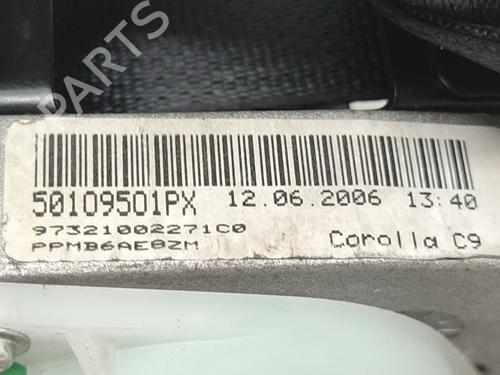 50109501PX 12.06.2006 13:40
97321002271C0
PPMB6AE8ZM Corolla C9
B-PARTS